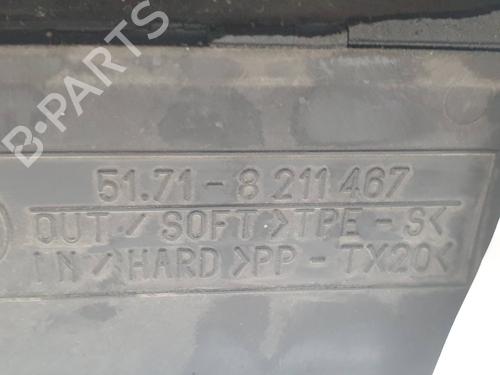 B-PARTS
51.71-8 211 467
OUT/SOFT>TPE-S<
IN/HARD>PP-TX20<